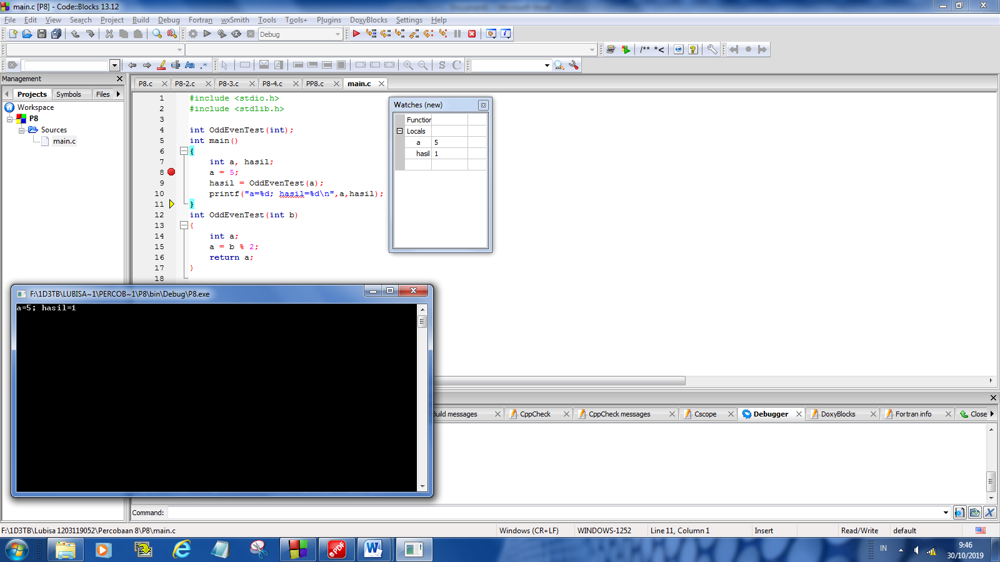 main.c [P8] - Code::Blocks 13.12
File Edit View Search Project Build Debug Fortran wxSmith Tools Tools+ Plugins DoxyBlocks Settings Help
Debug
/** *<
Aa .*
S C
Management
Projects Symbols Files
Workspace
P8
Sources
main.c
P8.c P8-2.c P8-3.c P8-4.c PP8.c main.c
1 #include <stdio.h>
2 #include <stdlib.h>
3
4 int OddEvenTest(int);
5 int main()
6 {
7 int a, hasil;
8 a = 5;
9 hasil = OddEvenTest(a);
10 printf("a=%d; hasil=%d\n",a,hasil);
11 }
12 int OddEvenTest(int b)
13 {
14 int a;
15 a = b % 2;
16 return a;
17 }
18
Watches (new)
Function
Locals
a 5
hasil 1
F:\1D3TB\LUBISA~1\PERCOB~1\P8\bin\Debug\P8.exe
a=5; hasil=1
Build messages CppCheck CppCheck messages Cscope Debugger DoxyBlocks Fortran info Close
Command:
F:\1D3TB\Lubisa 1203119052\Percobaan 8\P8\main.c Windows (CR+LF) WINDOWS-1252 Line 11, Column 1 Insert Read/Write default
PDF
W
IN
9:46
30/10/2019